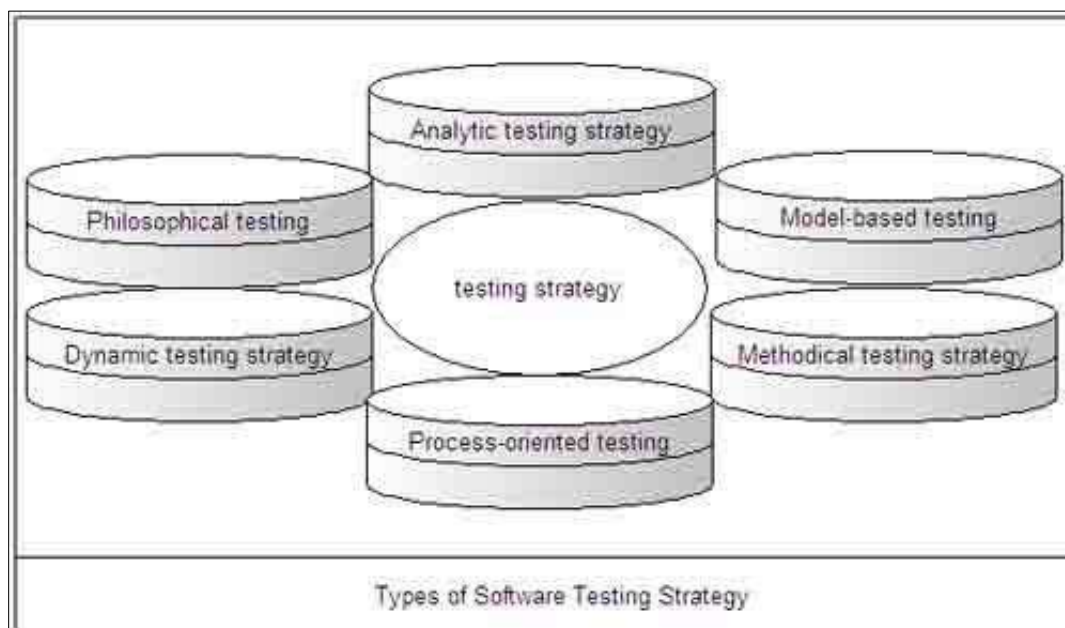 Analytic testing strategy
Philosophical testing
Model-based testing
testing strategy
Dynamic testing strategy
Methodical testing strategy
Process-oriented testing
Types of Software Testing Strategy